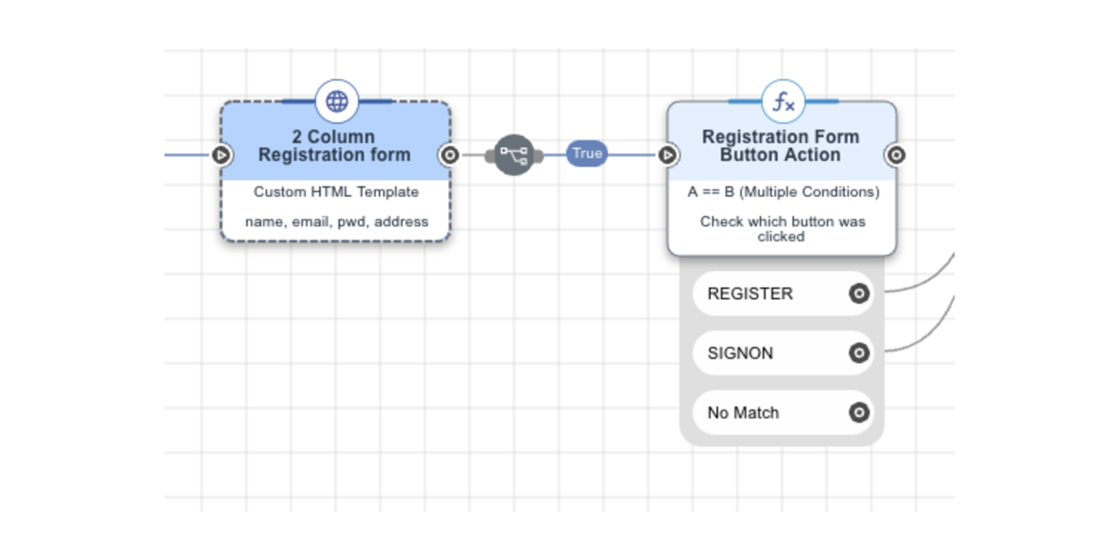 2 Column
Registration form
Custom HTML Template
name, email, pwd, address
True
fx
Registration Form
Button Action
A == B (Multiple Conditions)
Check which button was
clicked
REGISTER
SIGNON
No Match